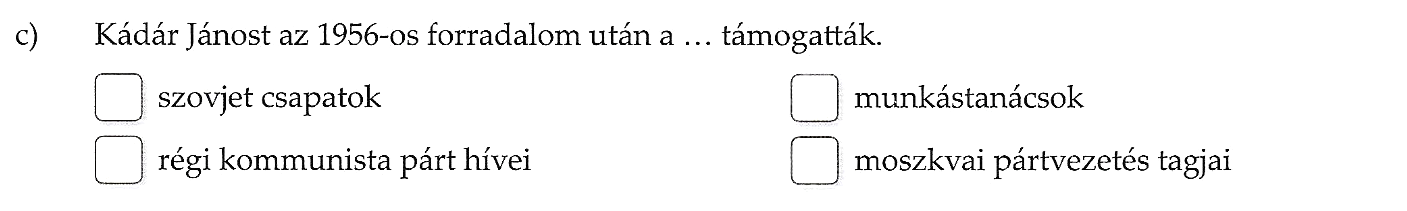 c) Kádár Jánost az 1956-os forradalom után a … támogatták.
szovjet csapatok munkástanácsok
régi kommunista párt hívei moszkvai pártvezetés tagjai